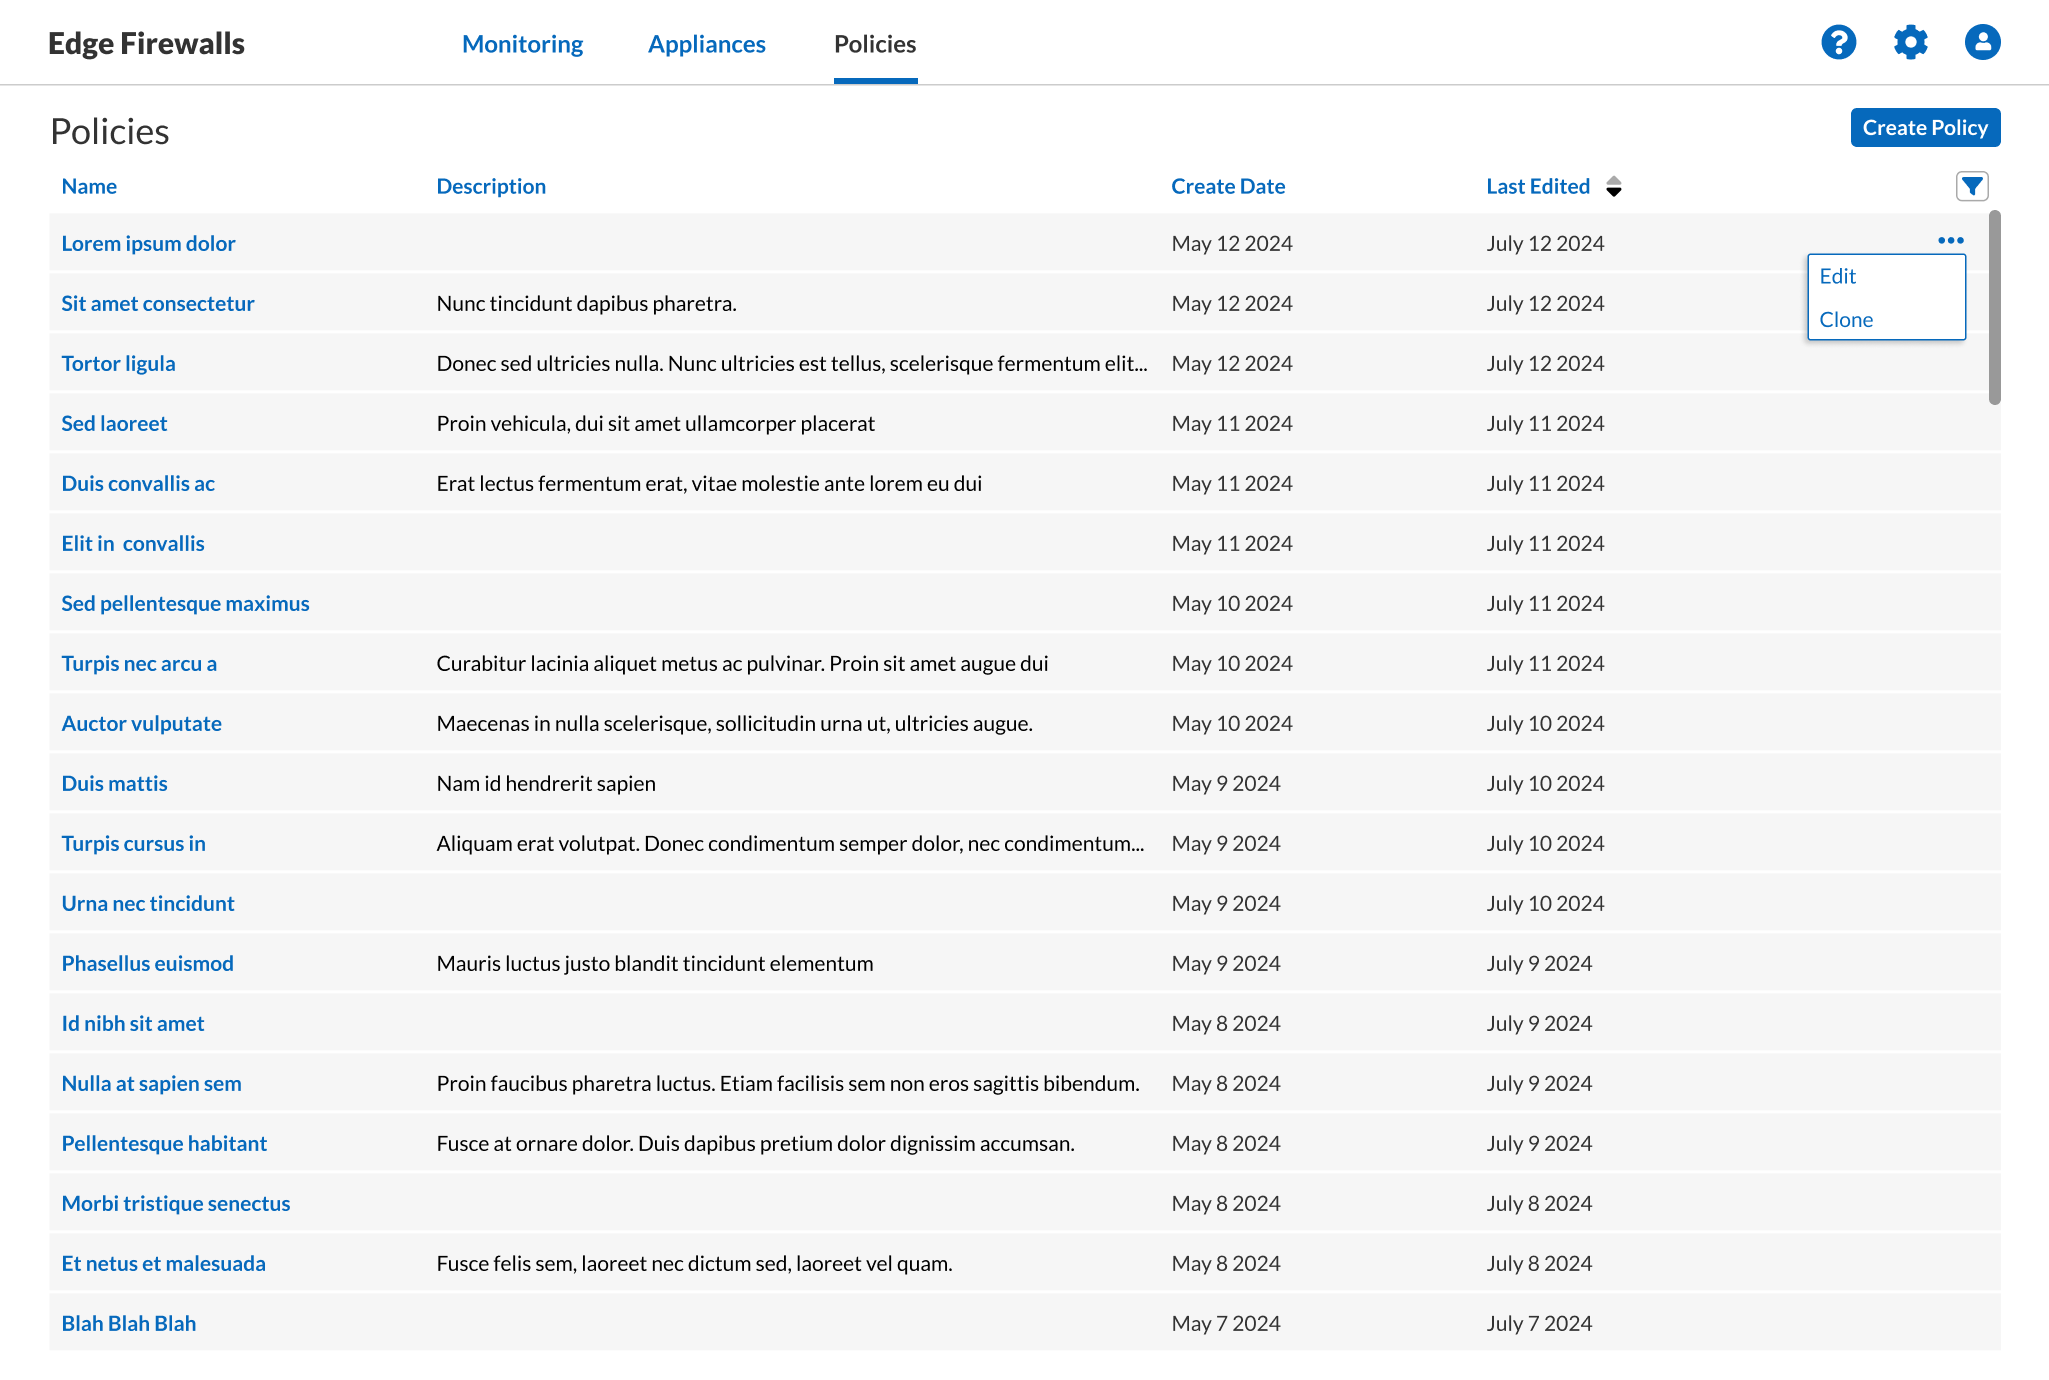 Edge Firewalls Monitoring Appliances Policies
Policies Create Policy
Name Description Create Date Last Edited
Lorem ipsum dolor May 12 2024 July 12 2024
Edit
Sit amet consectetur Nunc tincidunt dapibus pharetra. May 12 2024 July 12 2024
Clone
Tortor ligula Donec sed ultricies nulla. Nunc ultricies est tellus, scelerisque fermentum elit... May 12 2024 July 12 2024
Sed laoreet Proin vehicula, dui sit amet ullamcorper placerat May 11 2024 July 11 2024
Duis convallis ac Erat lectus fermentum erat, vitae molestie ante lorem eu dui May 11 2024 July 11 2024
Elit in  convallis May 11 2024 July 11 2024
Sed pellentesque maximus May 10 2024 July 11 2024
Turpis nec arcu a Curabitur lacinia aliquet metus ac pulvinar. Proin sit amet augue dui May 10 2024 July 11 2024
Auctor vulputate Maecenas in nulla scelerisque, sollicitudin urna ut, ultricies augue. May 10 2024 July 10 2024
Duis mattis Nam id hendrerit sapien May 9 2024 July 10 2024
Turpis cursus in Aliquam erat volutpat. Donec condimentum semper dolor, nec condimentum... May 9 2024 July 10 2024
Urna nec tincidunt May 9 2024 July 10 2024
Phasellus euismod Mauris luctus justo blandit tincidunt elementum May 9 2024 July 9 2024
Id nibh sit amet May 8 2024 July 9 2024
Nulla at sapien sem Proin faucibus pharetra luctus. Etiam facilisis sem non eros sagittis bibendum. May 8 2024 July 9 2024
Pellentesque habitant Fusce at ornare dolor. Duis dapibus pretium dolor dignissim accumsan. May 8 2024 July 9 2024
Morbi tristique senectus May 8 2024 July 8 2024
Et netus et malesuada Fusce felis sem, laoreet nec dictum sed, laoreet vel quam. May 8 2024 July 8 2024
Blah Blah Blah May 7 2024 July 7 2024